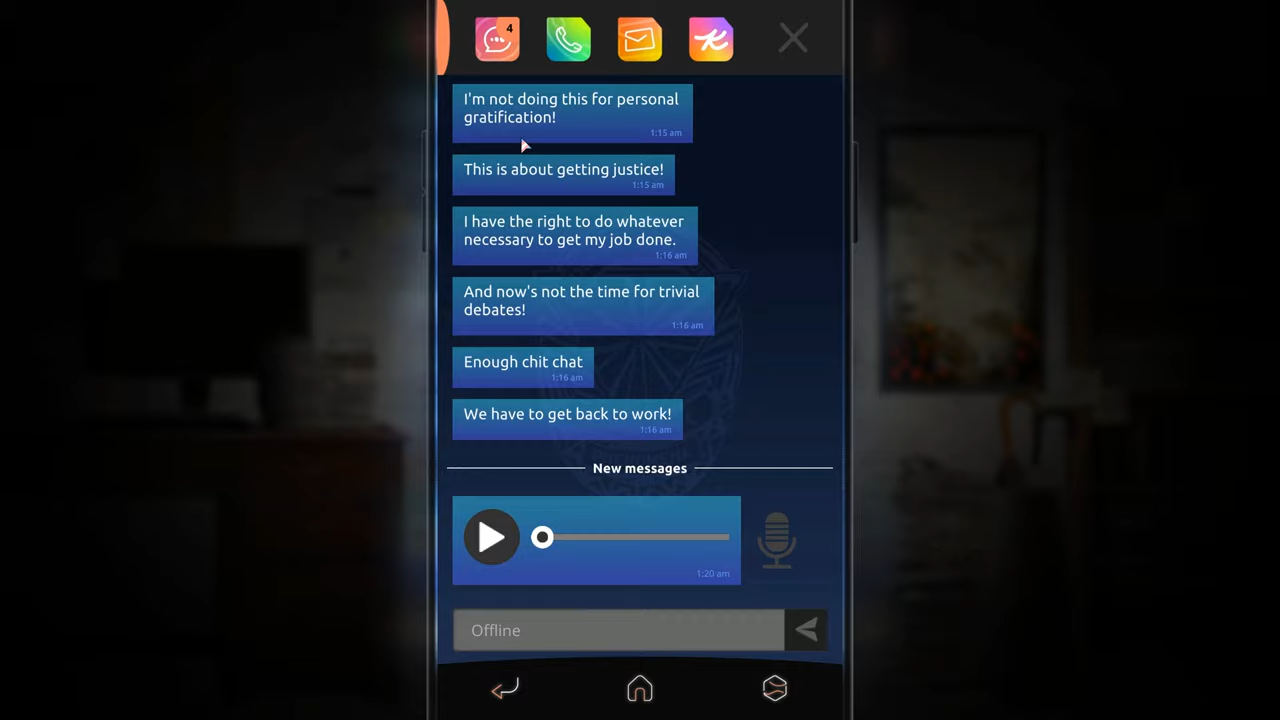 4
I'm not doing this for personal
gratification!
1:15 am
This is about getting justice!
1:15 am
I have the right to do whatever
necessary to get my job done.
1:16 am
And now's not the time for trivial
debates!
1:16 am
Enough chit chat
1:16 am
We have to get back to work!
1:16 am
New messages
1:20 am
Offline